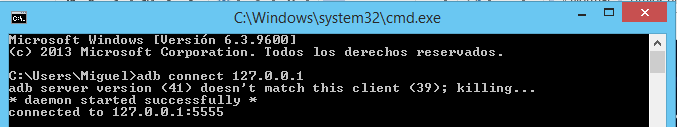 C:\Windows\system32\cmd.exe
Microsoft Windows [Versión 6.3.9600]
(c) 2013 Microsoft Corporation. Todos los derechos reservados.
C:\Users\Miguel>adb connect 127.0.0.1
adb server version (41) doesn't match this client (39); killing...
* daemon started successfully *
connected to 127.0.0.1:5555